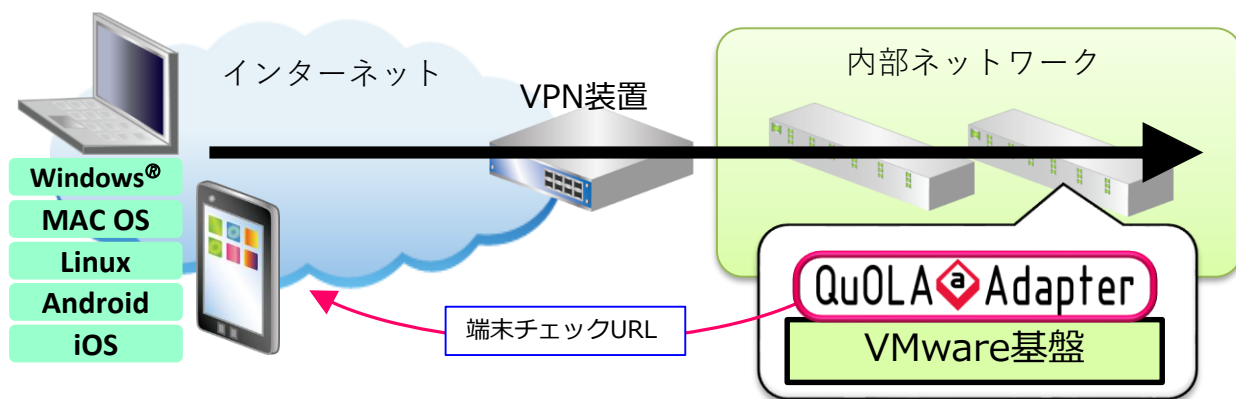 インターネット
VPN装置
内部ネットワーク
Windows®
MAC OS
Linux
Android
iOS
端末チェックURL
QuOLA@Adapter
VMware基盤